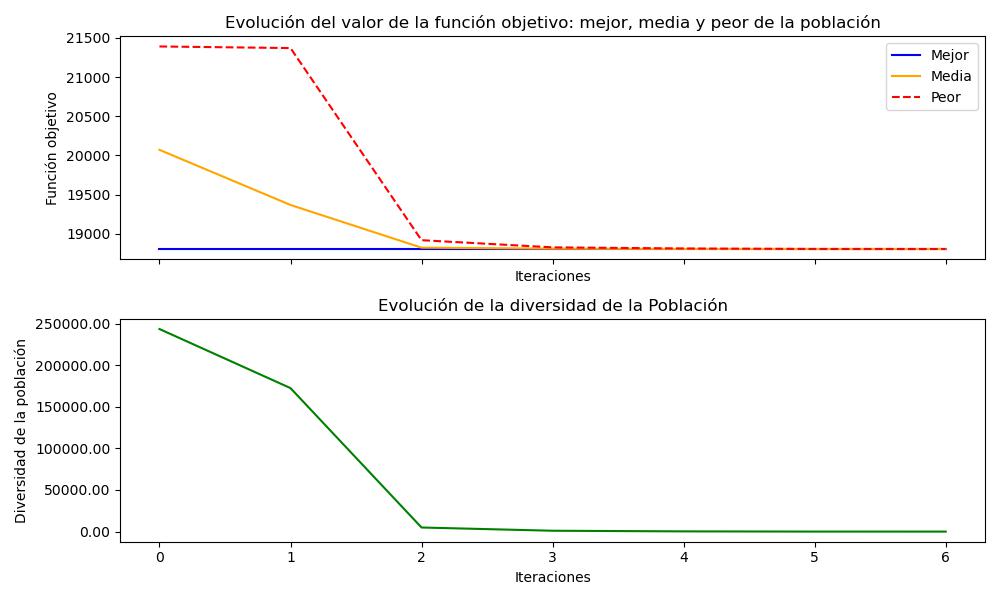 Evolución del valor de la función objetivo: mejor, media y peor de la población
21500
21000
20500
20000
19500
19000
Función objetivo
Mejor
Media
Peor
Iteraciones
Evolución de la diversidad de la Población
250000.00
200000.00
150000.00
100000.00
50000.00
0.00
Diversidad de la población
0 1 2 3 4 5 6
Iteraciones